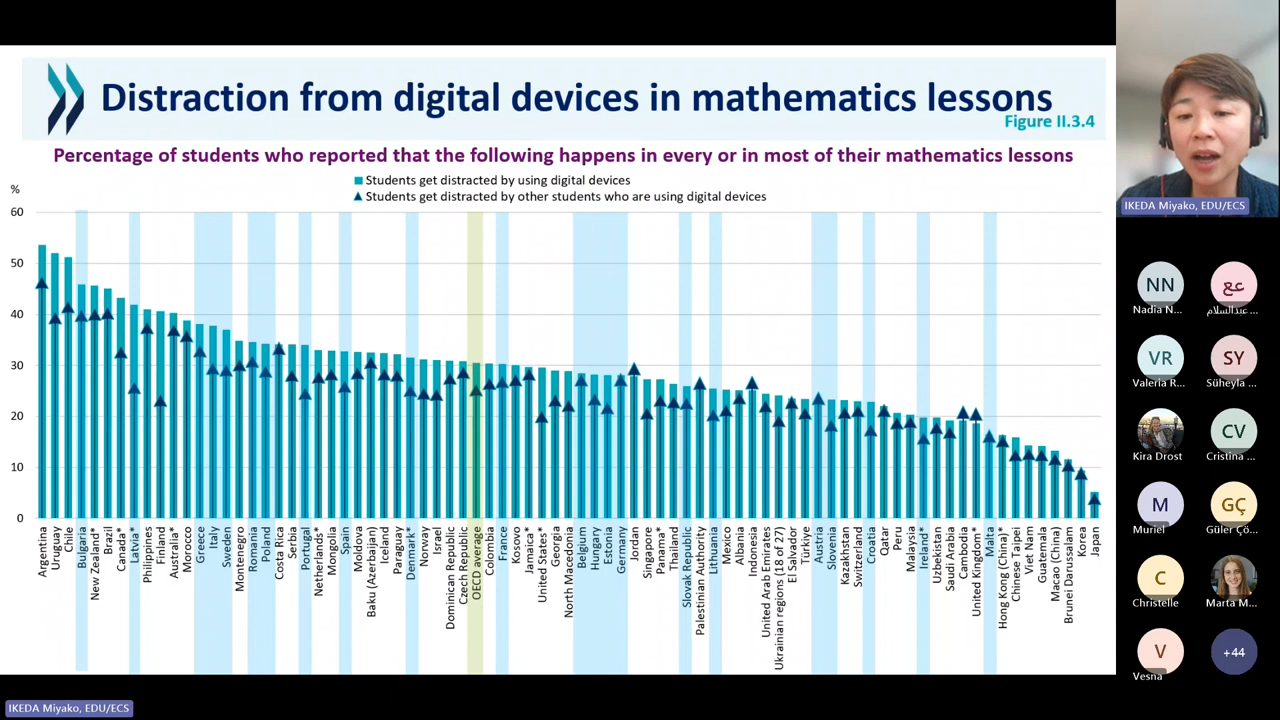 Distraction from digital devices in mathematics lessons
Figure II.3.4
Percentage of students who reported that the following happens in every or in most of their mathematics lessons
Students get distracted by using digital devices
Students get distracted by other students who are using digital devices
%
60
50
40
30
20
10
0
Argentina
Uruguay
Chile
Bulgaria
New Zealand*
Brazil
Canada*
Latvia*
Philippines
Finland
Australia*
Morocco
Greece
Italy
Sweden
Montenegro
Romania
Poland
Costa Rica
Serbia
Portugal
Netherlands*
Mongolia
Spain
Moldova
Baku (Azerbaijan)
Iceland
Paraguay
Denmark*
Norway
Israel
Dominican Republic
Czech Republic
OECD average
Colombia
France
Kosovo
Jamaica*
United States*
Georgia
North Macedonia
Belgium
Hungary
Estonia
Germany
Jordan
Singapore
Panama*
Thailand
Slovak Republic
Palestinian Authority
Lithuania
Mexico
Albania
Indonesia
United Arab Emirates
Ukrainian regions (18 of 27)
El Salvador
Türkiye
Austria
Slovenia
Kazakhstan
Switzerland
Croatia
Qatar
Peru
Malaysia
Ireland*
Uzbekistan
Saudi Arabia
Cambodia
United Kingdom*
Malta
Hong Kong (China)*
Chinese Taipei
Viet Nam
Guatemala
Macao (China)
Brunei Darussalam
Korea
Japan
IKEDA Miyako, EDU/ECS
NN
Nadia N...
عع
عبدالسلام ...
VR
Valeria R...
SY
Süheyla ...
Kira Drost
CV
Cristina ...
M
Muriel
GÇ
Güler Çö...
C
Christelle
Marta M...
V
Vesna
+44
IKEDA Miyako, EDU/ECS